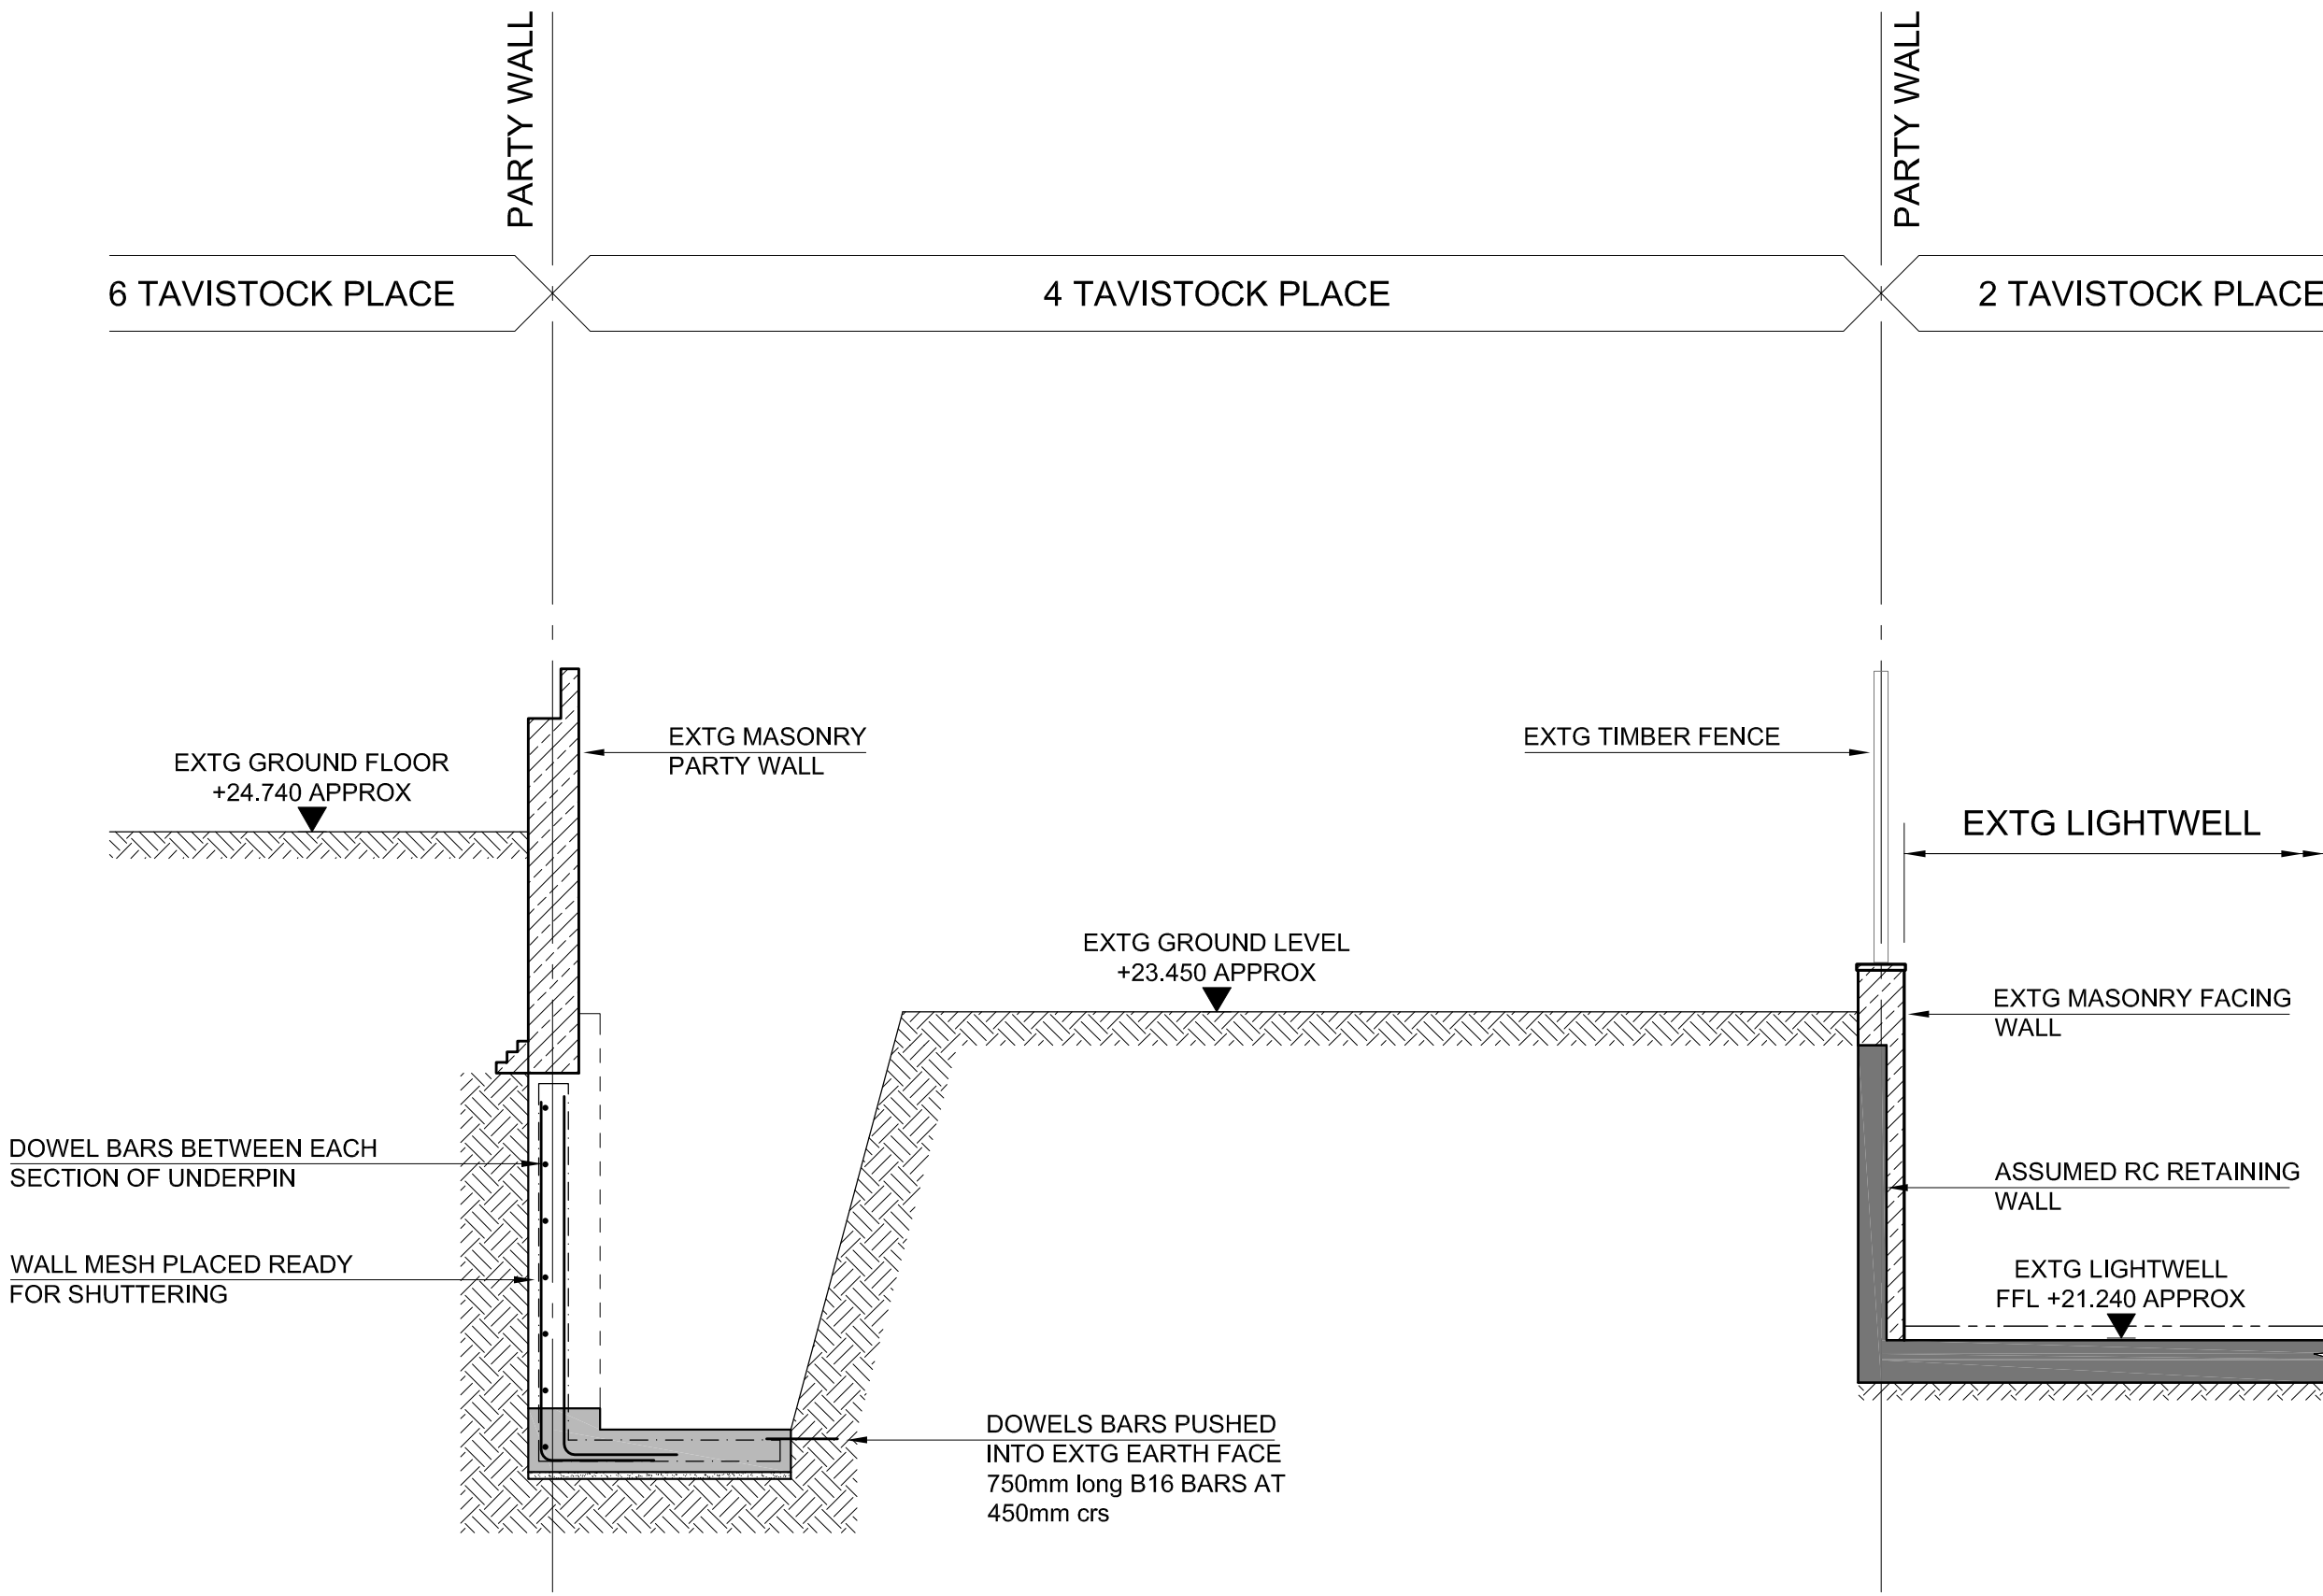 PARTY WALL
PARTY WALL
6 TAVISTOCK PLACE
4 TAVISTOCK PLACE
2 TAVISTOCK PLACE
EXTG GROUND FLOOR
+24.740 APPROX
EXTG MASONRY
PARTY WALL
EXTG TIMBER FENCE
EXTG LIGHTWELL
EXTG GROUND LEVEL
+23.450 APPROX
EXTG MASONRY FACING
WALL
DOWEL BARS BETWEEN EACH
SECTION OF UNDERPIN
ASSUMED RC RETAINING
WALL
WALL MESH PLACED READY
FOR SHUTTERING
EXTG LIGHTWELL
FFL +21.240 APPROX
DOWELS BARS PUSHED
INTO EXTG EARTH FACE
750mm long B16 BARS AT
450mm crs